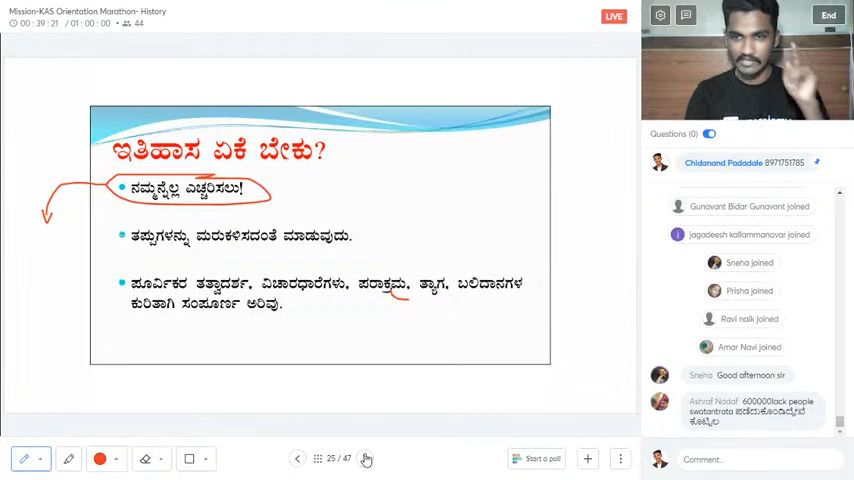 Mission-KAS Orientation Marathon- History
00 : 39 : 21 / 01 : 00 : 00 • 44
LIVE
End
ಇತಿಹಾಸ ಏಕೆ ಬೇಕು?
ನಮ್ಮನ್ನೆಲ್ಲ ಎಚ್ಚರಿಸಲು!
ತಪ್ಪುಗಳನ್ನು ಮರುಕಳಿಸದಂತೆ ಮಾಡುವುದು.
ಪೂರ್ವಿಕರ ತತ್ವಾದರ್ಶ, ವಿಚಾರಧಾರೆಗಳು, ಪರಾಕ್ರಮ, ತ್ಯಾಗ, ಬಲಿದಾನಗಳ
ಕುರಿತಾಗಿ ಸಂಪೂರ್ಣ ಅರಿವು.
Questions (0)
Chidanand Padadale 8971751785
Gunavant Bidar Gunavont joined
jagadeesh kallammanavar joined
Sneha joined
Prisha joined
Ravi naik joined
Amar Navi joined
Sneha Good afternoon sir
Ashraf Nadaf 600000lack people
swatantrata ಪಡೆದುಕೊಂಡಿದ್ದೇವೆ
ಕೊಟ್ಟಿಲ
25 / 47
Start a poll
Comment...